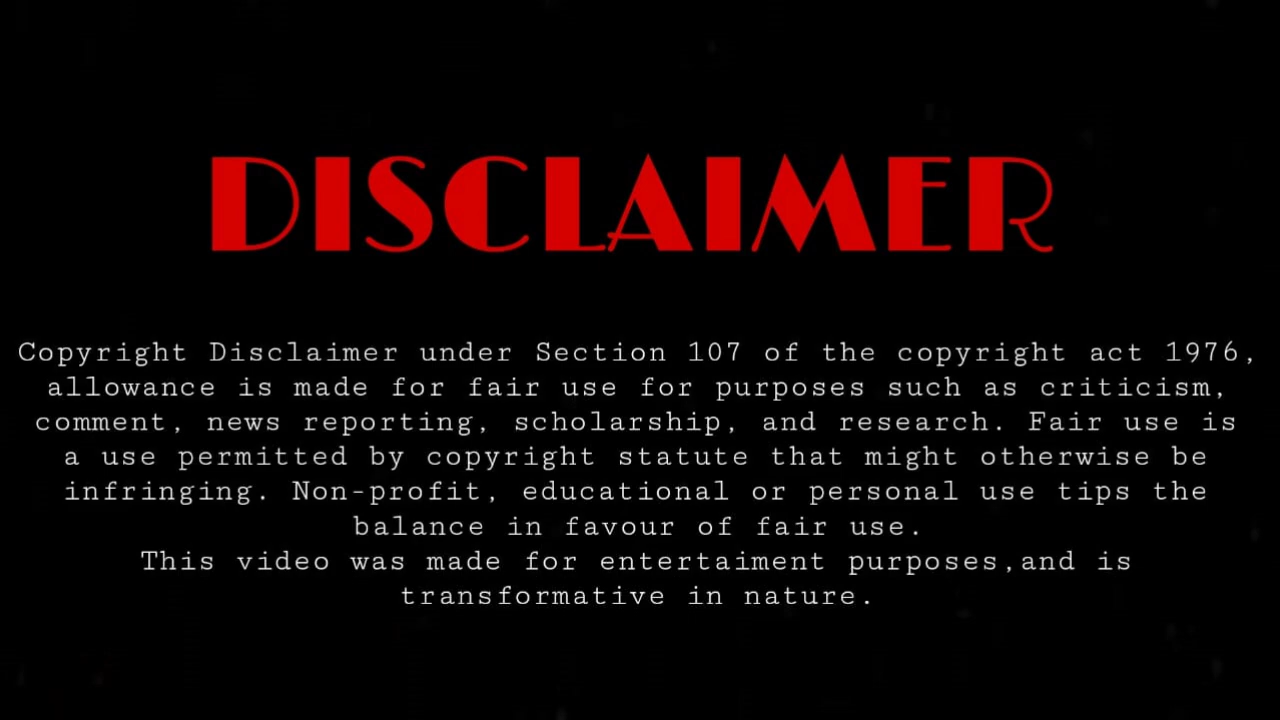 DISCLAIMER
Copyright Disclaimer under Section 107 of the copyright act 1976,
allowance is made for fair use for purposes such as criticism,
comment, news reporting, scholarship, and research. Fair use is
a use permitted by copyright statute that might otherwise be
infringing. Non-profit, educational or personal use tips the
balance in favour of fair use.
This video was made for entertaiment purposes,and is
transformative in nature.